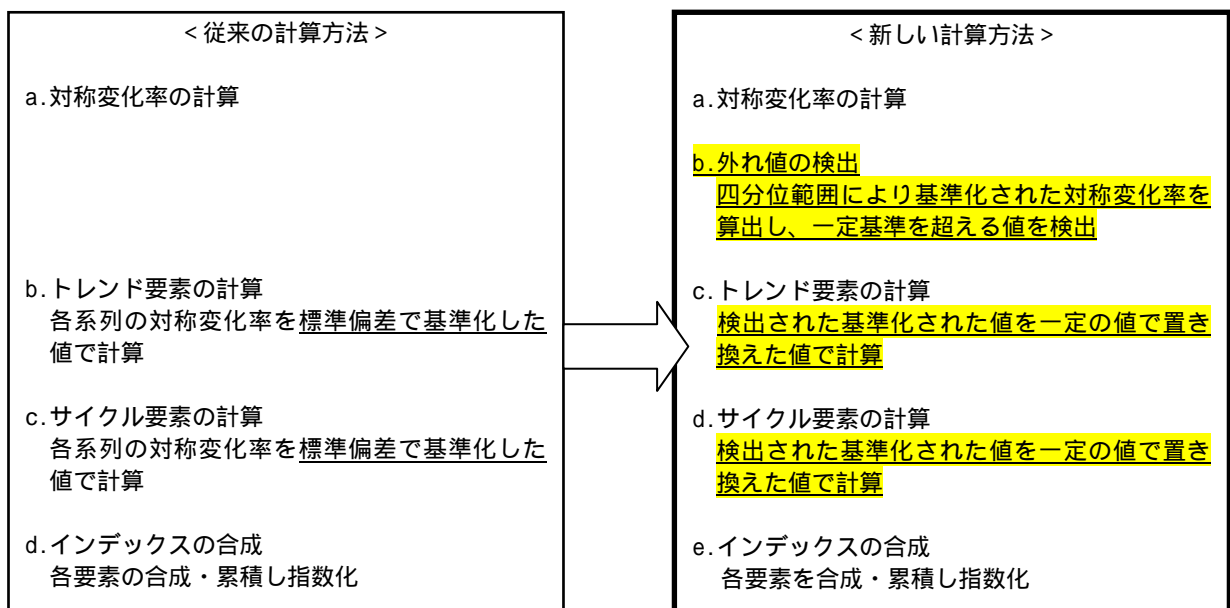 <従来の計算方法>
a.対称変化率の計算
b.トレンド要素の計算
各系列の対称変化率を標準偏差で基準化した
値で計算
c.サイクル要素の計算
各系列の対称変化率を標準偏差で基準化した
値で計算
d.インデックスの合成
各要素の合成・累積し指数化
<新しい計算方法>
a.対称変化率の計算
b.外れ値の検出
四分位範囲により基準化された対称変化率を
算出し、一定基準を超える値を検出
c.トレンド要素の計算
検出された基準化された値を一定の値で置き
換えた値で計算
d.サイクル要素の計算
検出された基準化された値を一定の値で置き
換えた値で計算
e.インデックスの合成
各要素を合成・累積し指数化